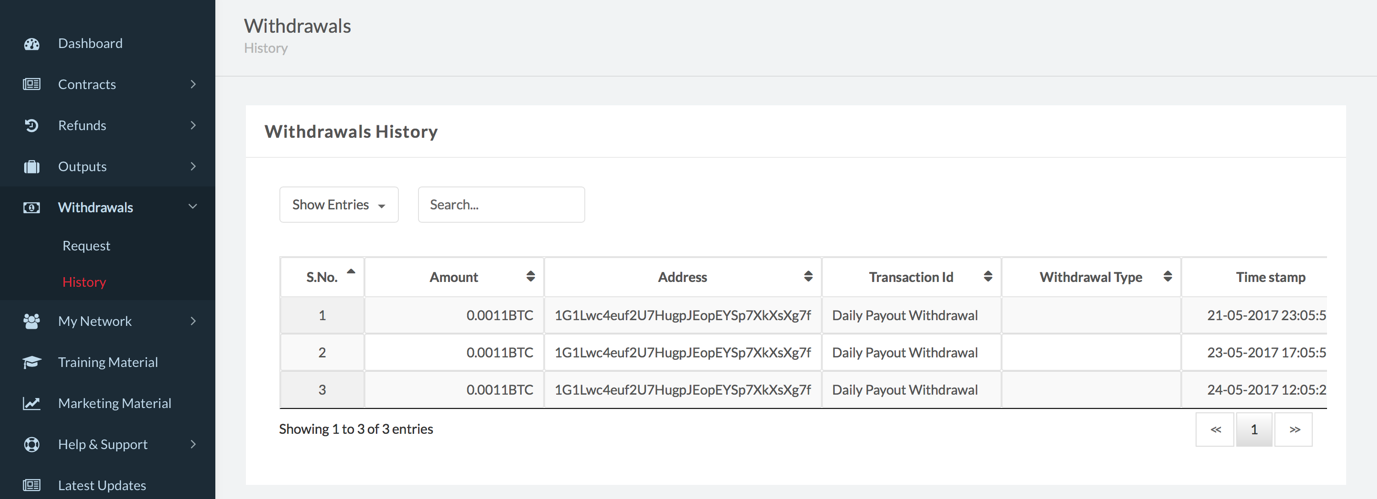 Dashboard
Contracts
Refunds
Outputs
Withdrawals
Request
History
My Network
Training Material
Marketing Material
Help & Support
Latest Updates
Withdrawals
History
Withdrawals History
Show Entries
Search...
S.No. Amount Address Transaction Id Withdrawal Type Time stamp
1 0.0011BTC 1G1Lwc4euf2U7HugpJEopEYSp7XkXsXg7f Daily Payout Withdrawal 21-05-2017 23:05:5
2 0.0011BTC 1G1Lwc4euf2U7HugpJEopEYSp7XkXsXg7f Daily Payout Withdrawal 23-05-2017 17:05:5
3 0.0011BTC 1G1Lwc4euf2U7HugpJEopEYSp7XkXsXg7f Daily Payout Withdrawal 24-05-2017 12:05:2
Showing 1 to 3 of 3 entries
<< 1 >>